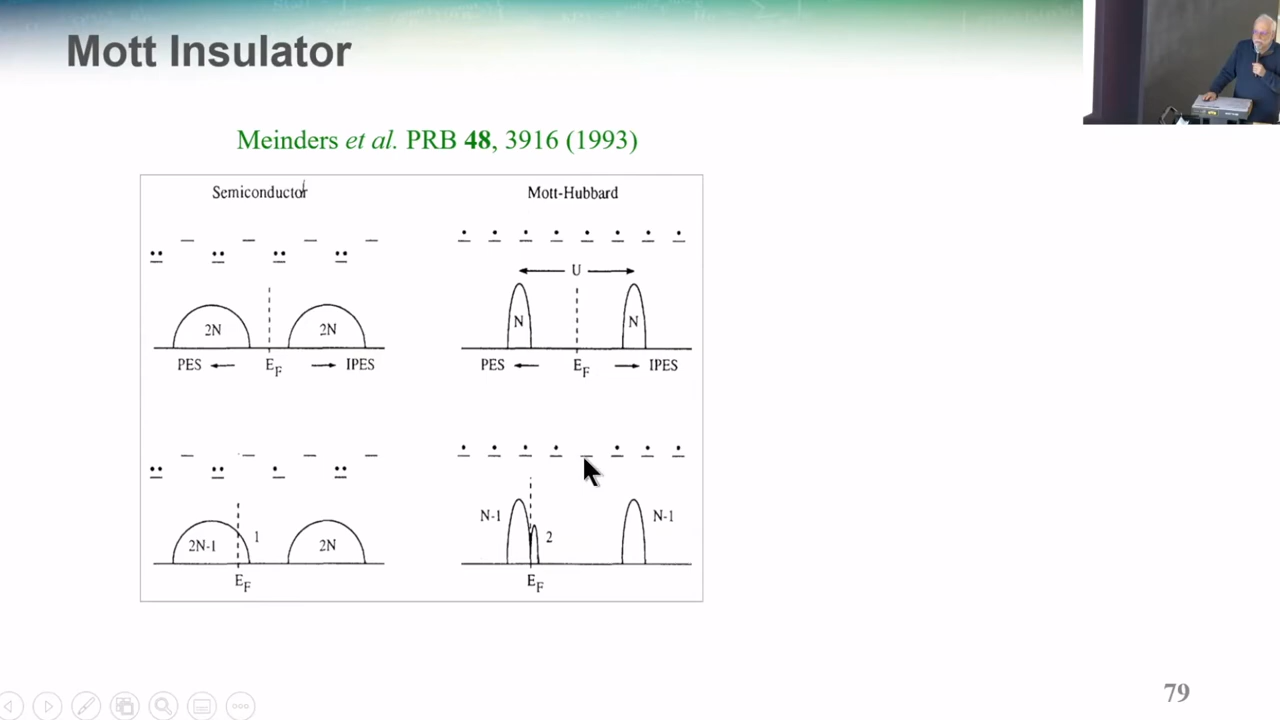 Mott Insulator
Meinders et al. PRB 48, 3916 (1993)
Semiconductor
Mott-Hubbard
U
2N
2N
N
N
PES
E_F
IPES
PES
E_F
IPES
2N-1
1
2N
E_F
N-1
2
N-1
E_F
79